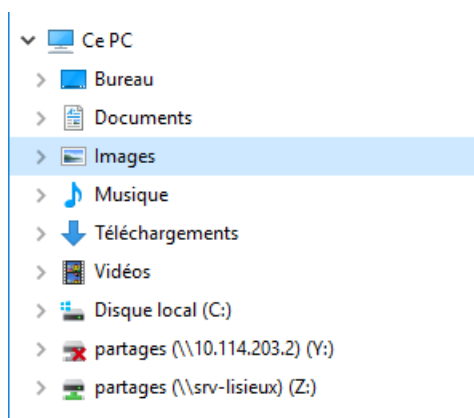 Ce PC
Bureau
Documents
Images
Musique
Téléchargements
Vidéos
Disque local (C:)
partages (\\10.114.203.2) (Y:)
partages (\\srv-lisieux) (Z:)